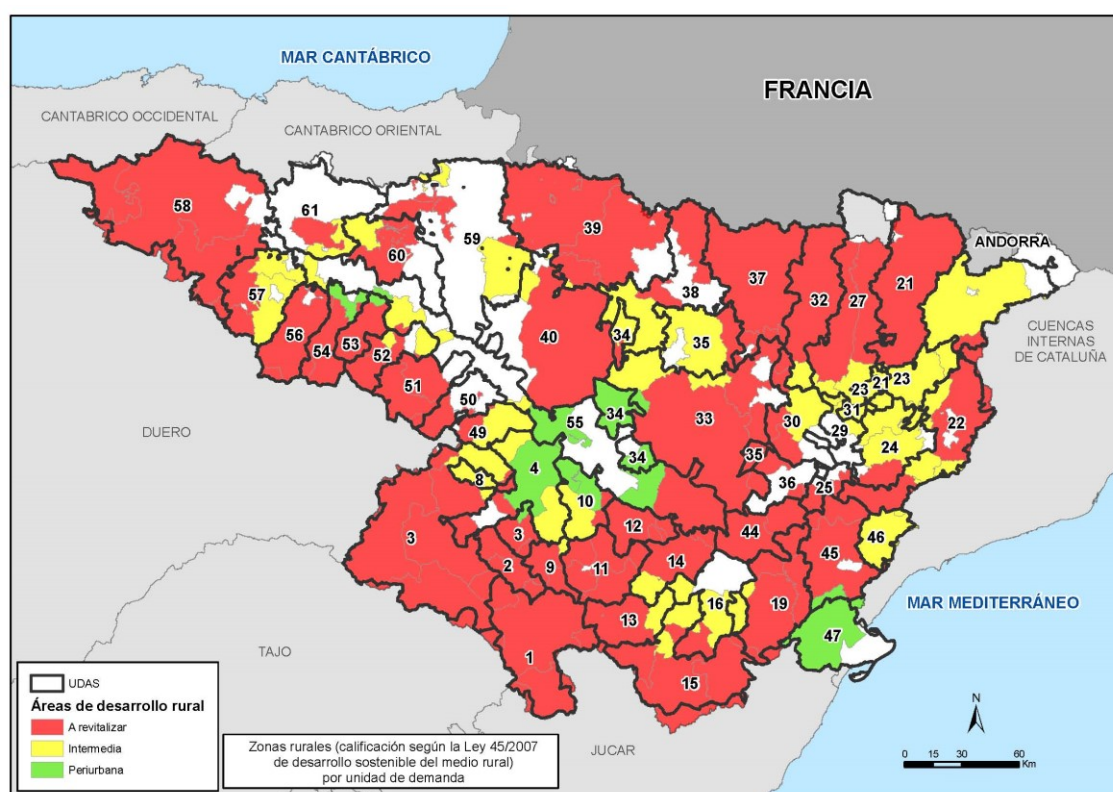 MAR CANTÁBRICO
FRANCIA
CANTABRICO OCCIDENTAL
CANTABRICO ORIENTAL
58
61
59
39
60
ANDORRA
37
32
27
21
38
57
56
54
53
52
40
34
35
CUENCAS
INTERNAS
DE CATALUÑA
51
50
23
21
23
31
55
34
33
30
29
22
49
24
DUERO
8
4
34
35
10
36
25
3
3
12
44
46
45
2
9
11
14
16
19
13
47
MAR MEDITERRÁNEO
TAJO
1
15
JUCAR
UDAS
Áreas de desarrollo rural
A revitalizar
Intermedia
Periurbana
Zonas rurales (calificación según la Ley 45/2007
de desarrollo sostenible del medio rural)
por unidad de demanda
N
0 15 30 60
Km